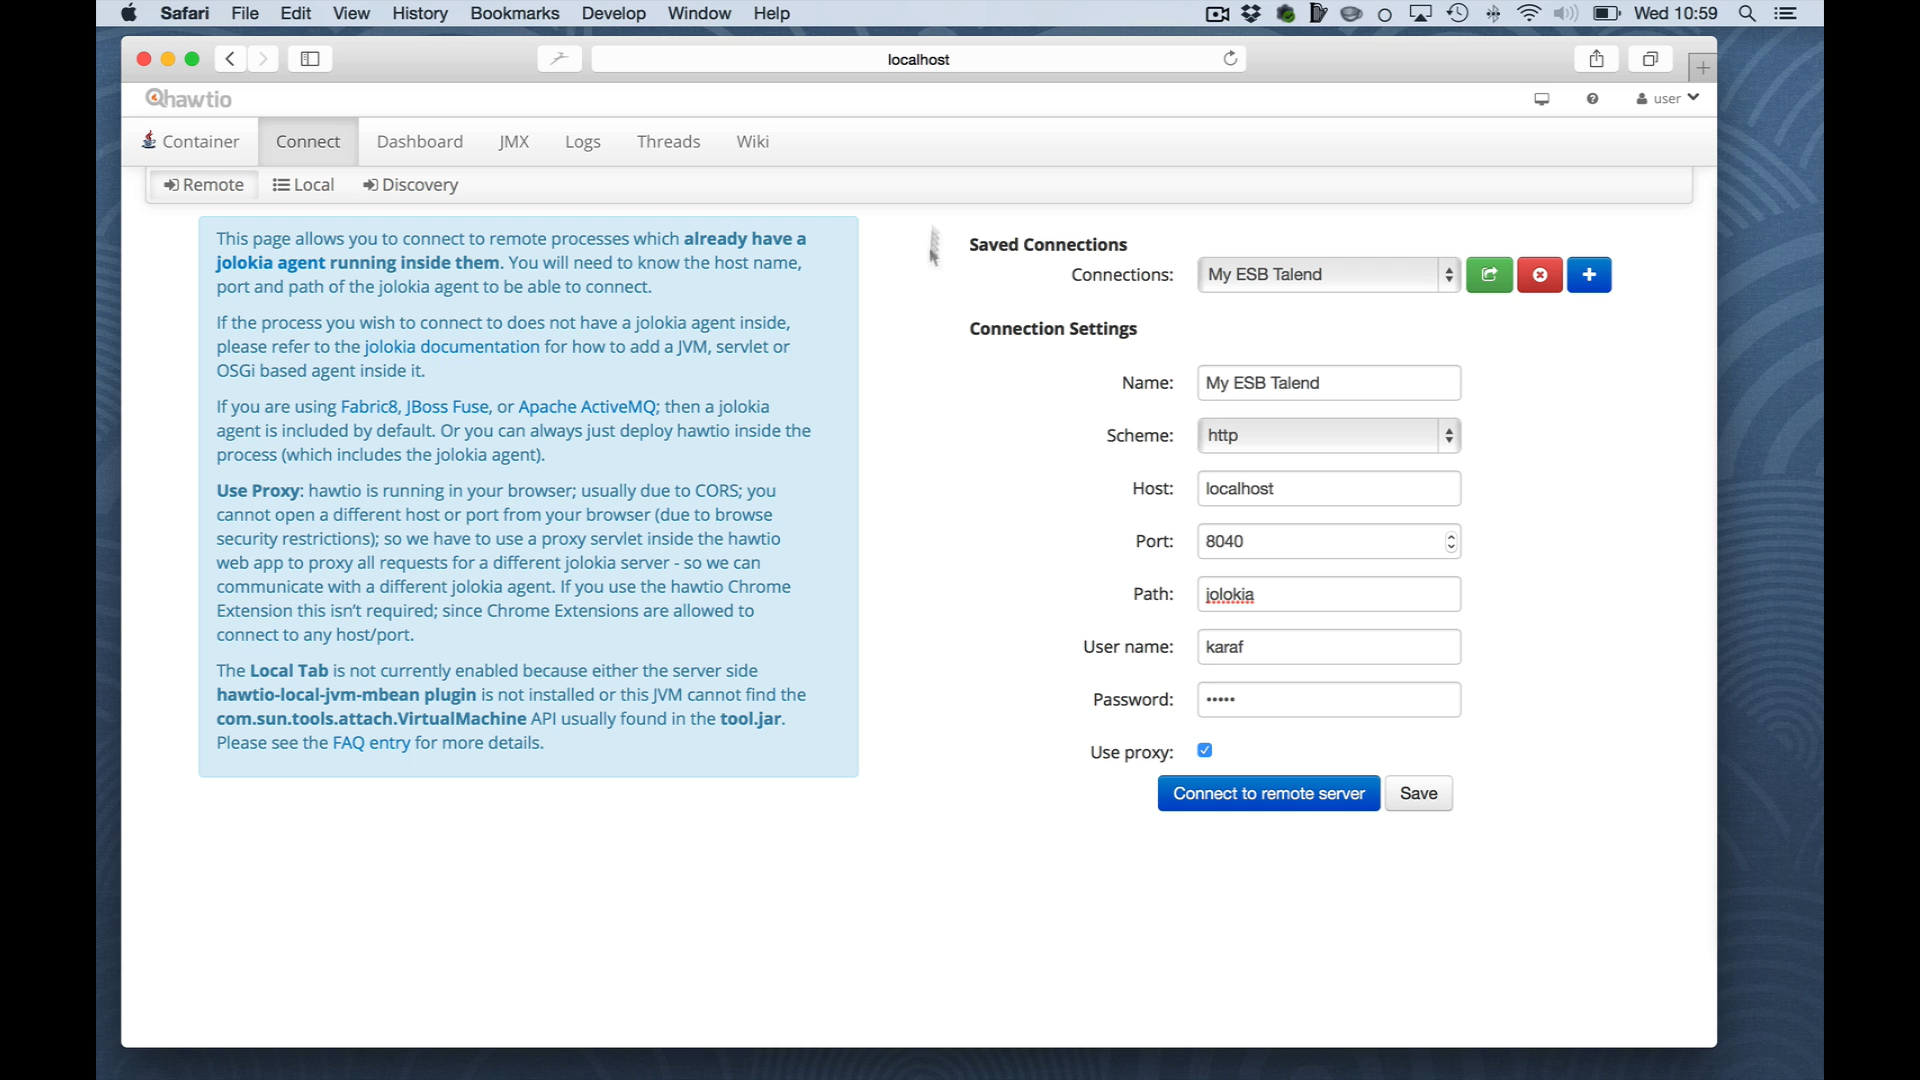 Safari File Edit View History Bookmarks Develop Window Help Wed 10:59
localhost
hawtio user
Container Connect Dashboard JMX Logs Threads Wiki
Remote Local Discovery
This page allows you to connect to remote processes which already have a
jolokia agent running inside them. You will need to know the host name,
port and path of the jolokia agent to be able to connect.
If the process you wish to connect to does not have a jolokia agent inside,
please refer to the jolokia documentation for how to add a JVM, servlet or
OSGi based agent inside it.
If you are using Fabric8, JBoss Fuse, or Apache ActiveMQ; then a jolokia
agent is included by default. Or you can always just deploy hawtio inside the
process (which includes the jolokia agent).
Use Proxy: hawtio is running in your browser; usually due to CORS; you
cannot open a different host or port from your browser (due to browse
security restrictions); so we have to use a proxy servlet inside the hawtio
web app to proxy all requests for a different jolokia server - so we can
communicate with a different jolokia agent. If you use the hawtio Chrome
Extension this isn't required; since Chrome Extensions are allowed to
connect to any host/port.
The Local Tab is not currently enabled because either the server side
hawtio-local-jvm-mbean plugin is not installed or this JVM cannot find the
com.sun.tools.attach.VirtualMachine API usually found in the tool.jar.
Please see the FAQ entry for more details.
Saved Connections
Connections: My ESB Talend
Connection Settings
Name: My ESB Talend
Scheme: http
Host: localhost
Port: 8040
Path: jolokia
User name: karaf
Password: •••••
Use proxy:
Connect to remote server Save